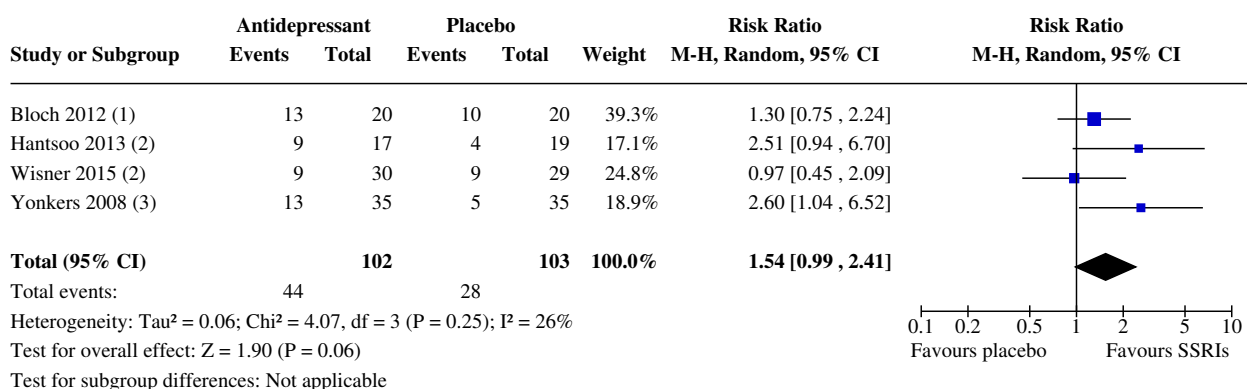 Antidepressant Placebo Risk Ratio Risk Ratio
Study or Subgroup Events Total Events Total Weight M-H, Random, 95% CI M-H, Random, 95% CI
Bloch 2012 (1) 13 20 10 20 39.3% 1.30 [0.75 , 2.24]
Hantsoo 2013 (2) 9 17 4 19 17.1% 2.51 [0.94 , 6.70]
Wisner 2015 (2) 9 30 9 29 24.8% 0.97 [0.45 , 2.09]
Yonkers 2008 (3) 13 35 5 35 18.9% 2.60 [1.04 , 6.52]
Total (95% CI) 102 103 100.0% 1.54 [0.99 , 2.41]
Total events: 44 28
Heterogeneity: Tau² = 0.06; Chi² = 4.07, df = 3 (P = 0.25); I² = 26%
0.1 0.2 0.5 1 2 5 10
Test for overall effect: Z = 1.90 (P = 0.06) Favours placebo Favours SSRIs
Test for subgroup differences: Not applicable